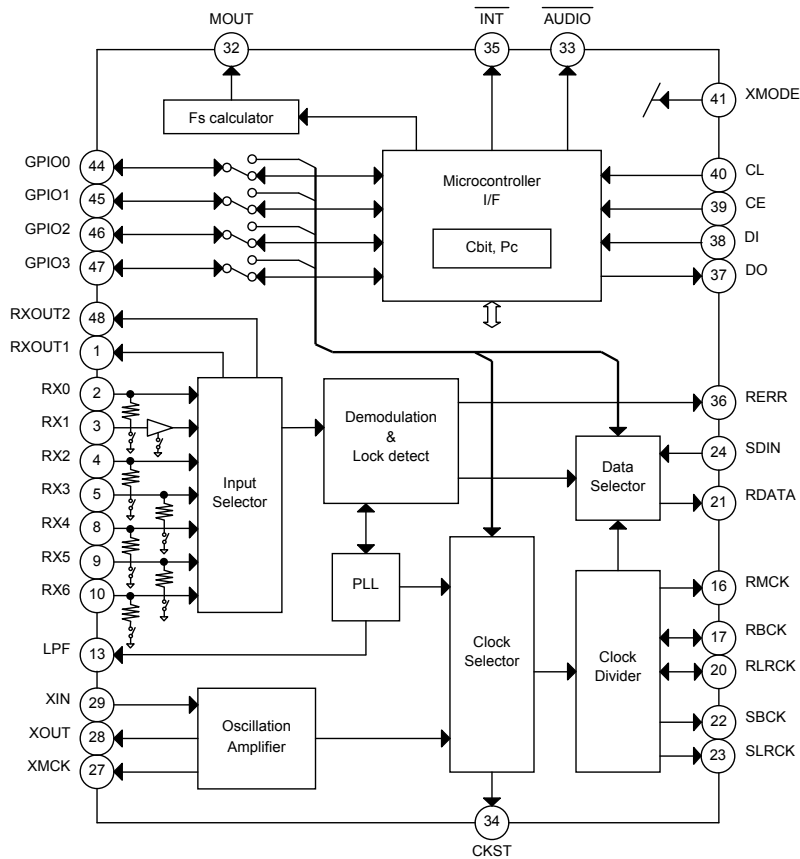 MOUT
INT
AUDIO
32
35
33
Fs calculator
41
XMODE
GPIO0
44
GPIO1
45
GPIO2
46
GPIO3
47
Microcontroller
I/F
Cbit, Pc
40
CL
39
CE
38
DI
37
DO
RXOUT2
48
RXOUT1
1
RX0
2
RX1
3
RX2
4
RX3
5
RX4
8
RX5
9
RX6
10
LPF
13
Input
Selector
Demodulation
&
Lock detect
PLL
Data
Selector
36
RERR
24
SDIN
21
RDATA
Clock
Selector
Clock
Divider
16
RMCK
17
RBCK
20
RLRCK
22
SBCK
23
SLRCK
XIN
29
XOUT
28
XMCK
27
Oscillation
Amplifier
34
CKST